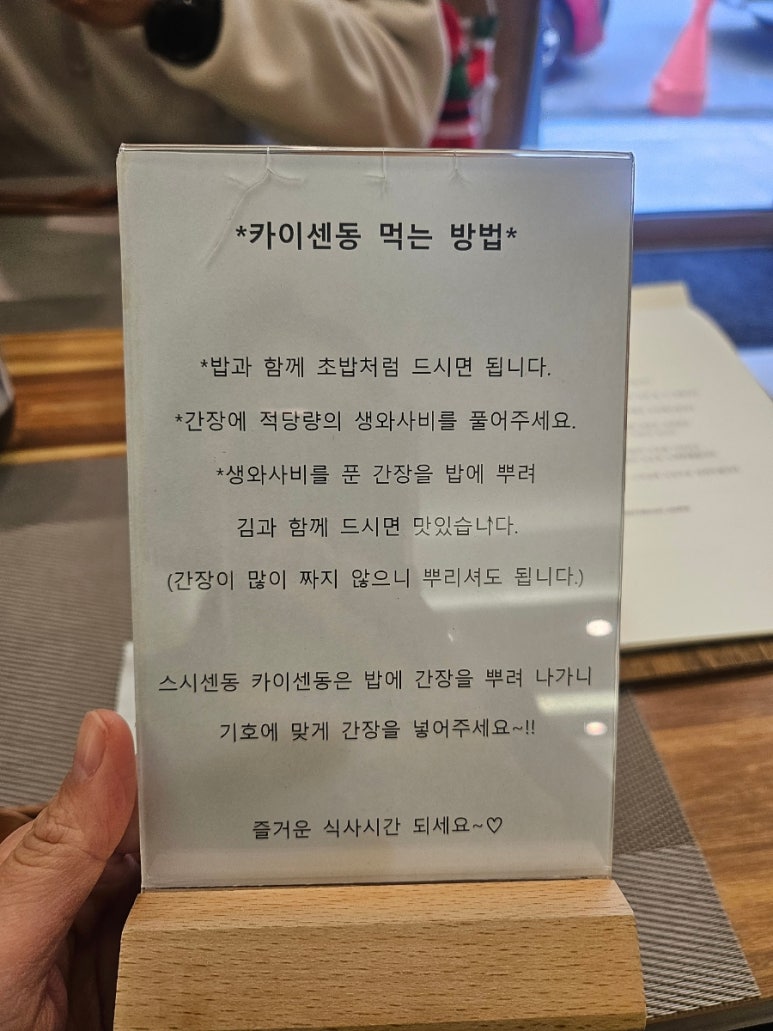 *카이센동 먹는 방법*
*밥과 함께 초밥처럼 드시면 됩니다.
*간장에 적당량의 생와사비를 풀어주세요.
*생와사비를 푼 간장을 밥에 뿌려
김과 함께 드시면 맛있습니다.
(간장이 많이 짜지 않으니 뿌리셔도 됩니다.)
스시센동 카이센동은 밥에 간장을 뿌려 나가니
기호에 맞게 간장을 넣어주세요~!!
즐거운 식사시간 되세요~♡